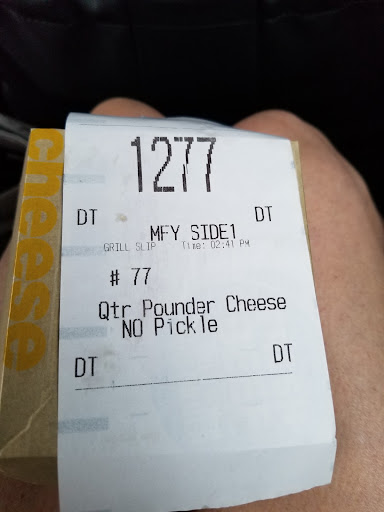 cheese
1277
DT DT
MFY SIDE1
GRILL SLIP Time: 02:41 PM
# 77
Qtr Pounder Cheese
NO Pickle
DT DT